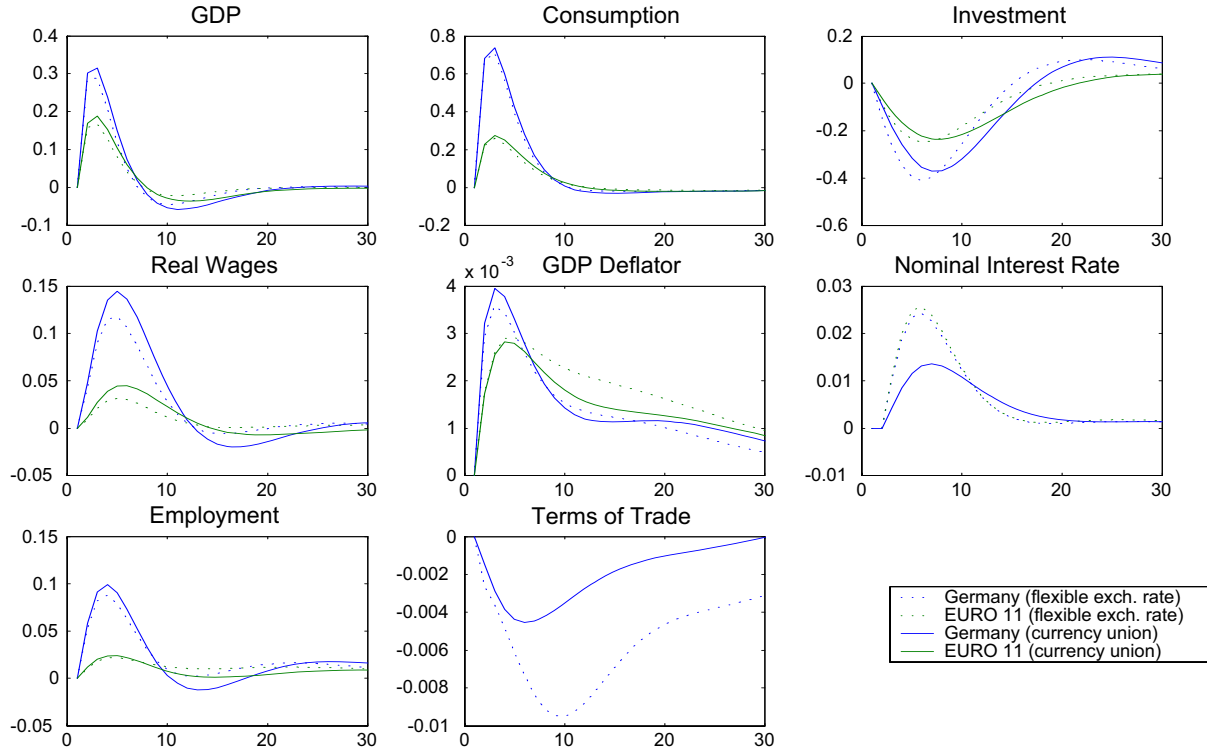 GDP
0.4
0.3
0.2
0.1
0
-0.1
0 10 20 30
Consumption
0.8
0.6
0.4
0.2
0
-0.2
0 10 20 30
Investment
0.2
0
-0.2
-0.4
-0.6
0 10 20 30
Real Wages
0.15
0.1
0.05
0
-0.05
0 10 20 30
GDP Deflator
x 10^-3
4
3
2
1
0
0 10 20 30
Nominal Interest Rate
0.03
0.02
0.01
0
-0.01
0 10 20 30
Employment
0.15
0.1
0.05
0
-0.05
0 10 20 30
Terms of Trade
0
-0.002
-0.004
-0.006
-0.008
-0.01
0 10 20 30
Germany (flexible exch. rate)
EURO 11 (flexible exch. rate)
Germany (currency union)
EURO 11 (currency union)